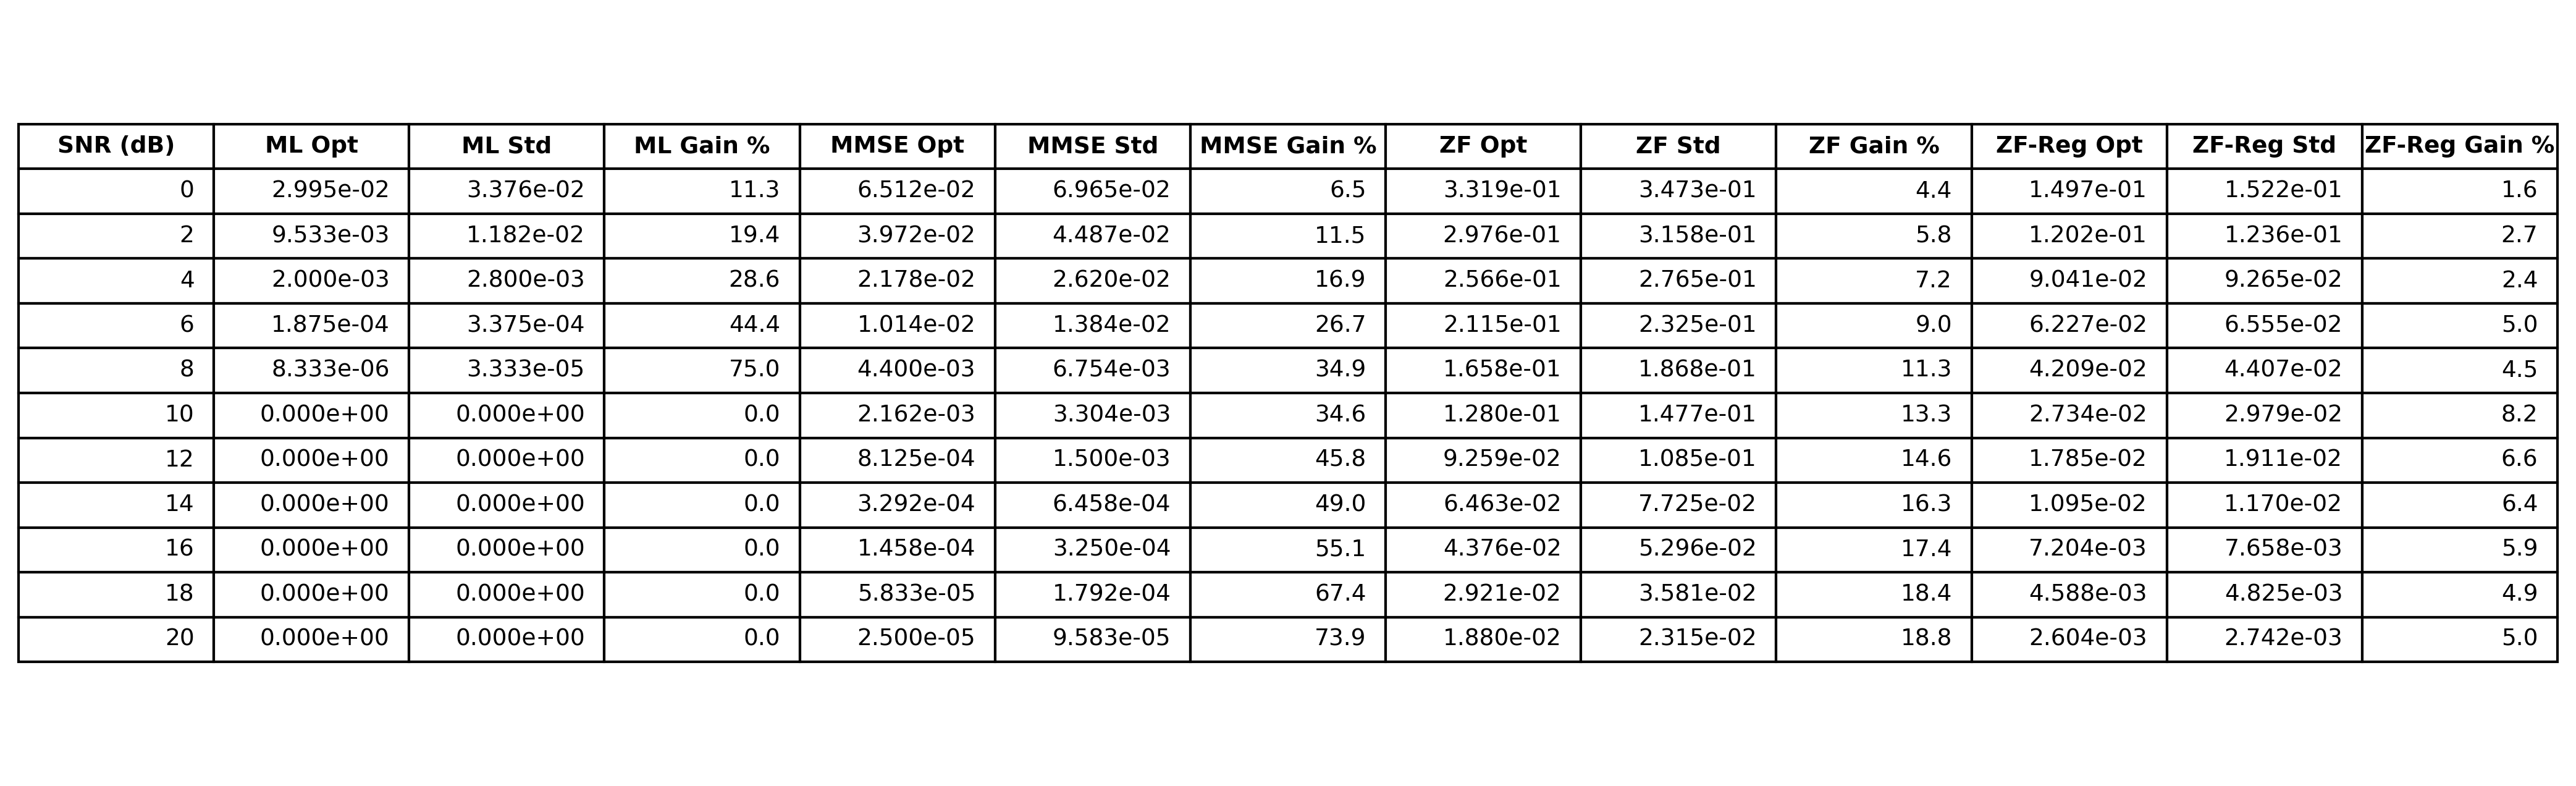 SNR (dB) ML Opt ML Std ML Gain % MMSE Opt MMSE Std MMSE Gain % ZF Opt ZF Std ZF Gain % ZF-Reg Opt ZF-Reg Std ZF-Reg Gain %
0 2.995e-02 3.376e-02 11.3 6.512e-02 6.965e-02 6.5 3.319e-01 3.473e-01 4.4 1.497e-01 1.522e-01 1.6
2 9.533e-03 1.182e-02 19.4 3.972e-02 4.487e-02 11.5 2.976e-01 3.158e-01 5.8 1.202e-01 1.236e-01 2.7
4 2.000e-03 2.800e-03 28.6 2.178e-02 2.620e-02 16.9 2.566e-01 2.765e-01 7.2 9.041e-02 9.265e-02 2.4
6 1.875e-04 3.375e-04 44.4 1.014e-02 1.384e-02 26.7 2.115e-01 2.325e-01 9.0 6.227e-02 6.555e-02 5.0
8 8.333e-06 3.333e-05 75.0 4.400e-03 6.754e-03 34.9 1.658e-01 1.868e-01 11.3 4.209e-02 4.407e-02 4.5
10 0.000e+00 0.000e+00 0.0 2.162e-03 3.304e-03 34.6 1.280e-01 1.477e-01 13.3 2.734e-02 2.979e-02 8.2
12 0.000e+00 0.000e+00 0.0 8.125e-04 1.500e-03 45.8 9.259e-02 1.085e-01 14.6 1.785e-02 1.911e-02 6.6
14 0.000e+00 0.000e+00 0.0 3.292e-04 6.458e-04 49.0 6.463e-02 7.725e-02 16.3 1.095e-02 1.170e-02 6.4
16 0.000e+00 0.000e+00 0.0 1.458e-04 3.250e-04 55.1 4.376e-02 5.296e-02 17.4 7.204e-03 7.658e-03 5.9
18 0.000e+00 0.000e+00 0.0 5.833e-05 1.792e-04 67.4 2.921e-02 3.581e-02 18.4 4.588e-03 4.825e-03 4.9
20 0.000e+00 0.000e+00 0.0 2.500e-05 9.583e-05 73.9 1.880e-02 2.315e-02 18.8 2.604e-03 2.742e-03 5.0